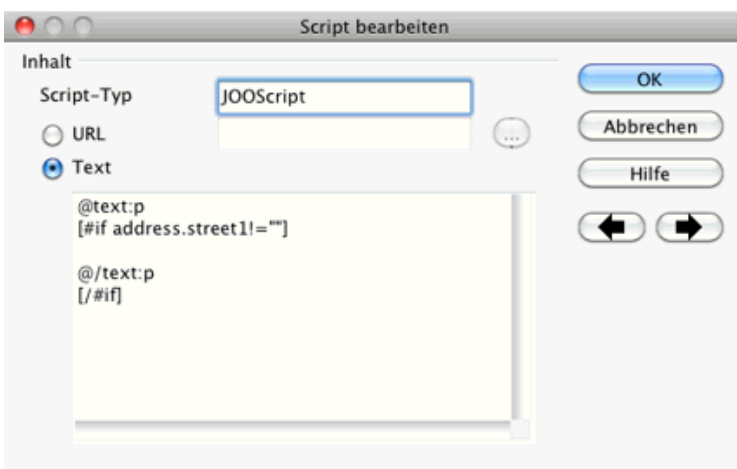 Script bearbeiten
Inhalt
OK
Script-Typ
JOOScript
URL
...
Abbrechen
Text
Hilfe
@text:p
[#if address.street1!=""]
@/text:p
[/#if]